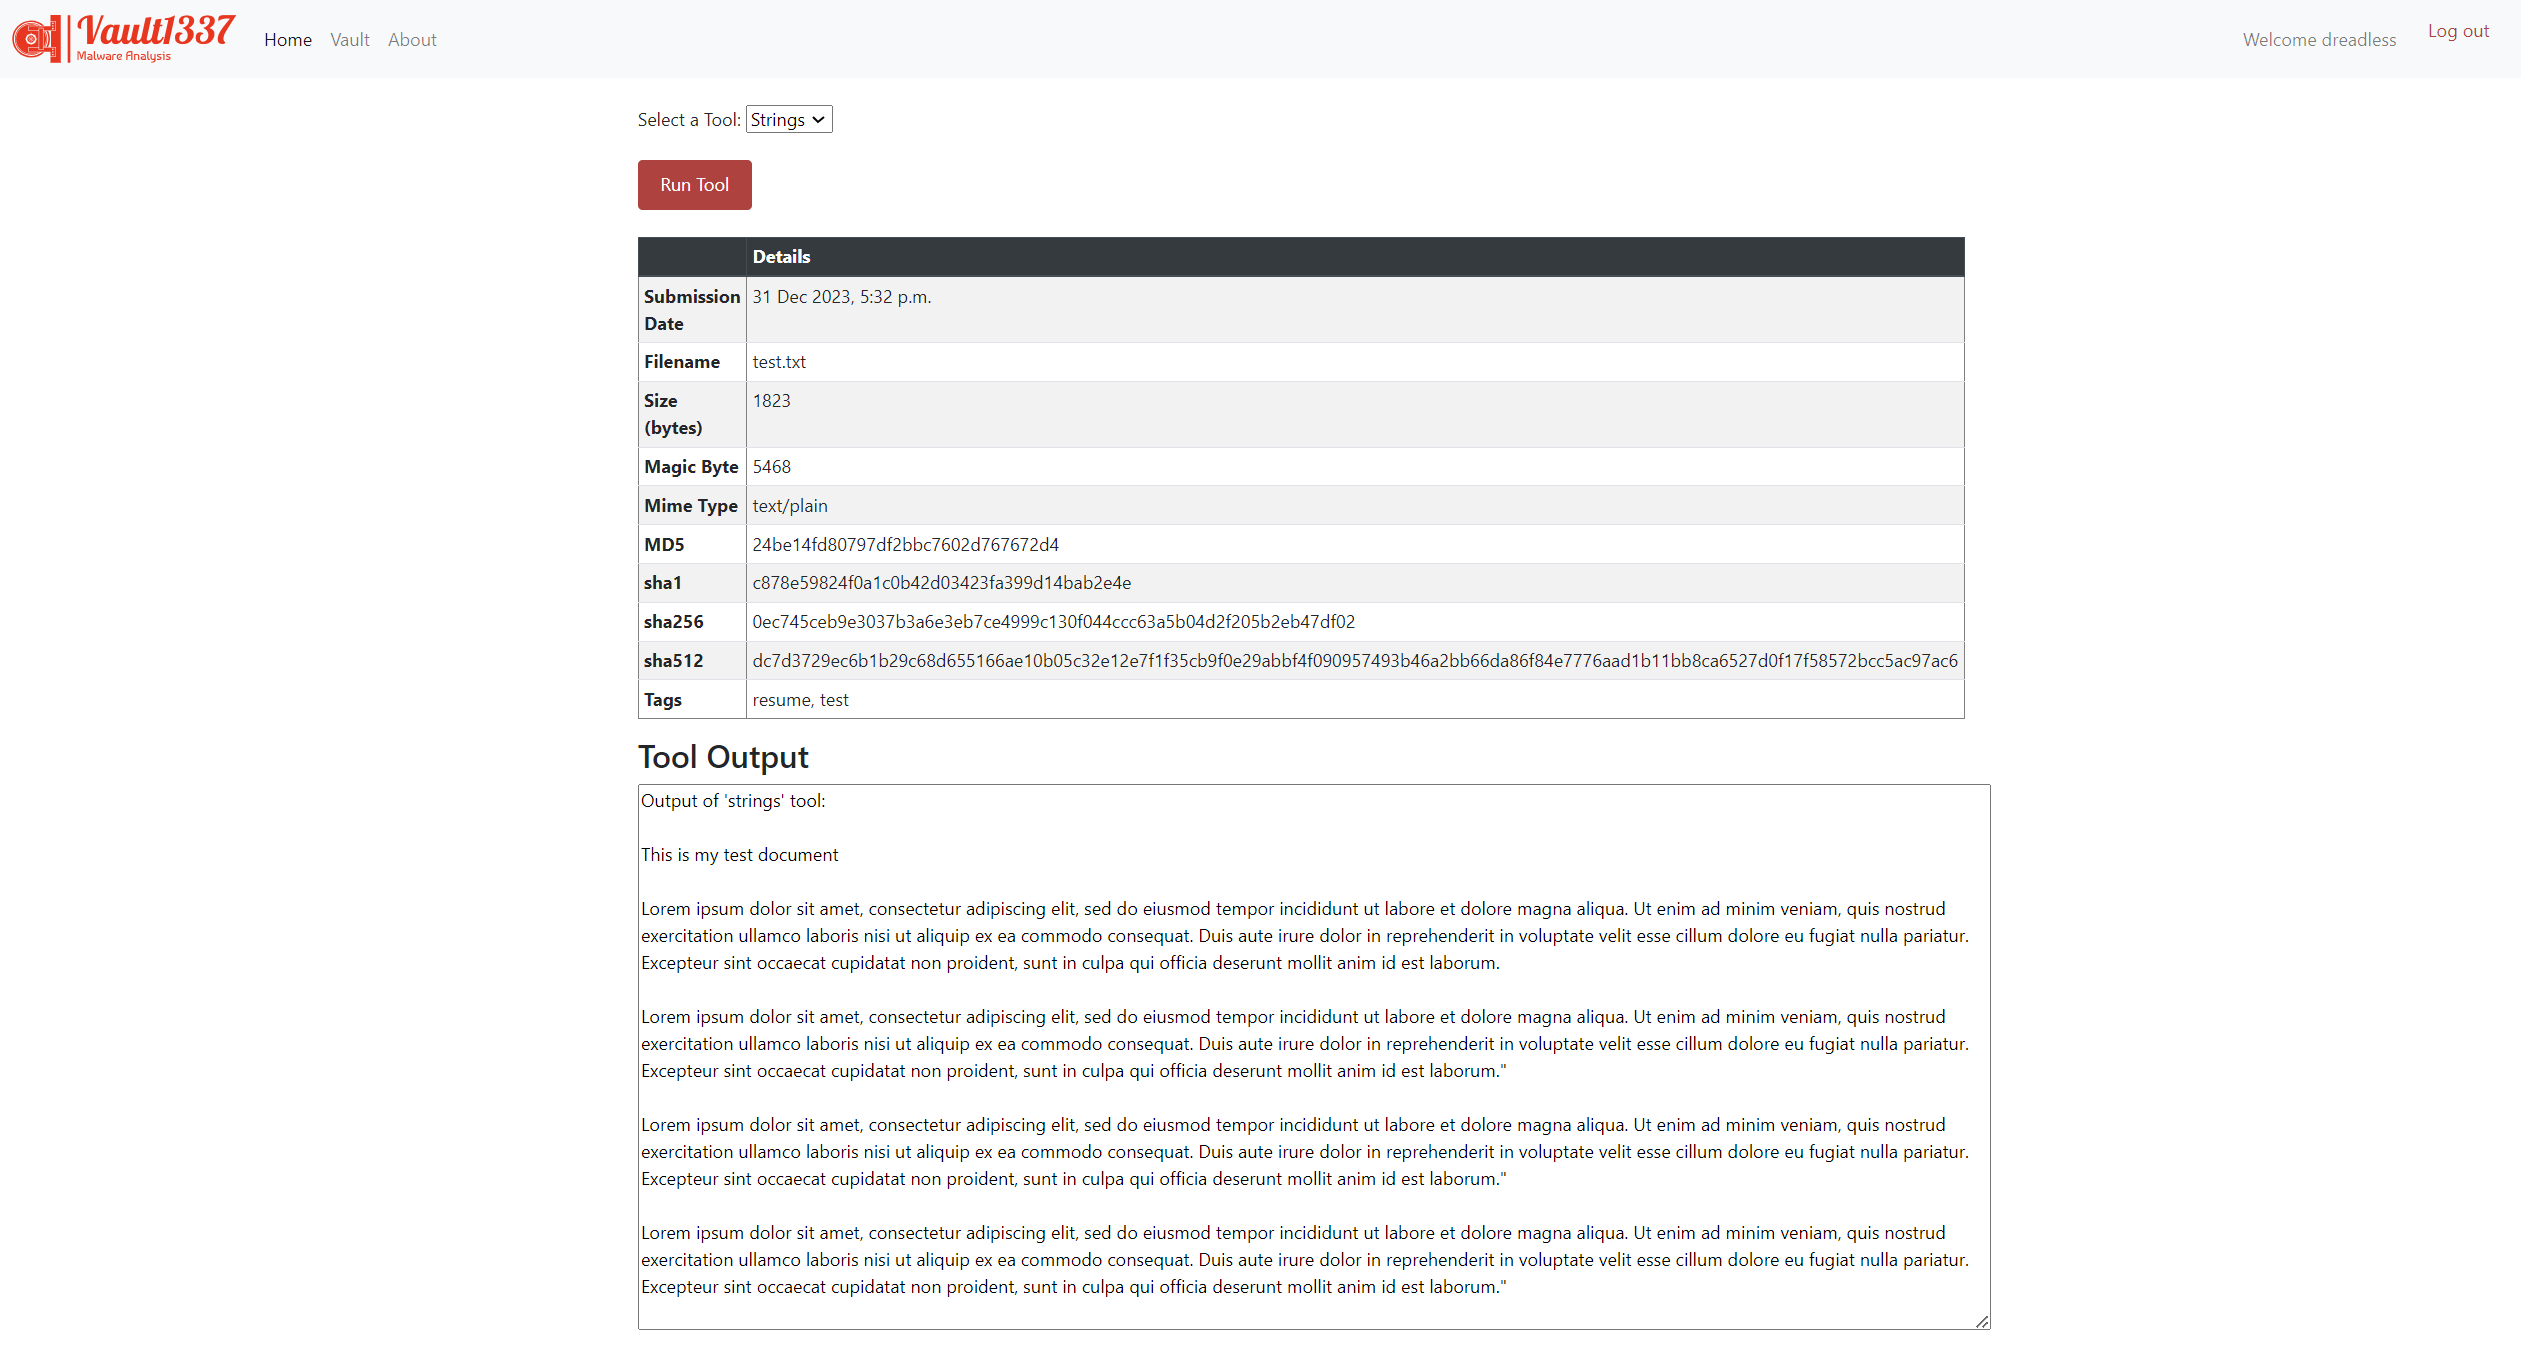 Vault1337
Malware Analysis
Home Vault About
Welcome dreadless
Log out
Select a Tool: Strings
Run Tool
Details
Submission Date 31 Dec 2023, 5:32 p.m.
Filename test.txt
Size (bytes) 1823
Magic Byte 5468
Mime Type text/plain
MD5 24be14fd80797df2bbc7602d767672d4
sha1 c878e59824f0a1c0b42d03423fa399d14bab2e4e
sha256 0ec745ceb9e3037b3a6e3eb7ce4999c130f044ccc63a5b04d2f205b2eb47df02
sha512 dc7d3729ec6b1b29c68d655166ae10b05c32e12e7f1f35cb9f0e29abbf4f090957493b46a2bb66da86f84e7776aad1b11bb8ca6527d0f17f58572bcc5ac97ac6
Tags resume, test
Tool Output
Output of 'strings' tool:
This is my test document
Lorem ipsum dolor sit amet, consectetur adipiscing elit, sed do eiusmod tempor incididunt ut labore et dolore magna aliqua. Ut enim ad minim veniam, quis nostrud
exercitation ullamco laboris nisi ut aliquip ex ea commodo consequat. Duis aute irure dolor in reprehenderit in voluptate velit esse cillum dolore eu fugiat nulla pariatur.
Excepteur sint occaecat cupidatat non proident, sunt in culpa qui officia deserunt mollit anim id est laborum.
Lorem ipsum dolor sit amet, consectetur adipiscing elit, sed do eiusmod tempor incididunt ut labore et dolore magna aliqua. Ut enim ad minim veniam, quis nostrud
exercitation ullamco laboris nisi ut aliquip ex ea commodo consequat. Duis aute irure dolor in reprehenderit in voluptate velit esse cillum dolore eu fugiat nulla pariatur.
Excepteur sint occaecat cupidatat non proident, sunt in culpa qui officia deserunt mollit anim id est laborum."
Lorem ipsum dolor sit amet, consectetur adipiscing elit, sed do eiusmod tempor incididunt ut labore et dolore magna aliqua. Ut enim ad minim veniam, quis nostrud
exercitation ullamco laboris nisi ut aliquip ex ea commodo consequat. Duis aute irure dolor in reprehenderit in voluptate velit esse cillum dolore eu fugiat nulla pariatur.
Excepteur sint occaecat cupidatat non proident, sunt in culpa qui officia deserunt mollit anim id est laborum."
Lorem ipsum dolor sit amet, consectetur adipiscing elit, sed do eiusmod tempor incididunt ut labore et dolore magna aliqua. Ut enim ad minim veniam, quis nostrud
exercitation ullamco laboris nisi ut aliquip ex ea commodo consequat. Duis aute irure dolor in reprehenderit in voluptate velit esse cillum dolore eu fugiat nulla pariatur.
Excepteur sint occaecat cupidatat non proident, sunt in culpa qui officia deserunt mollit anim id est laborum."